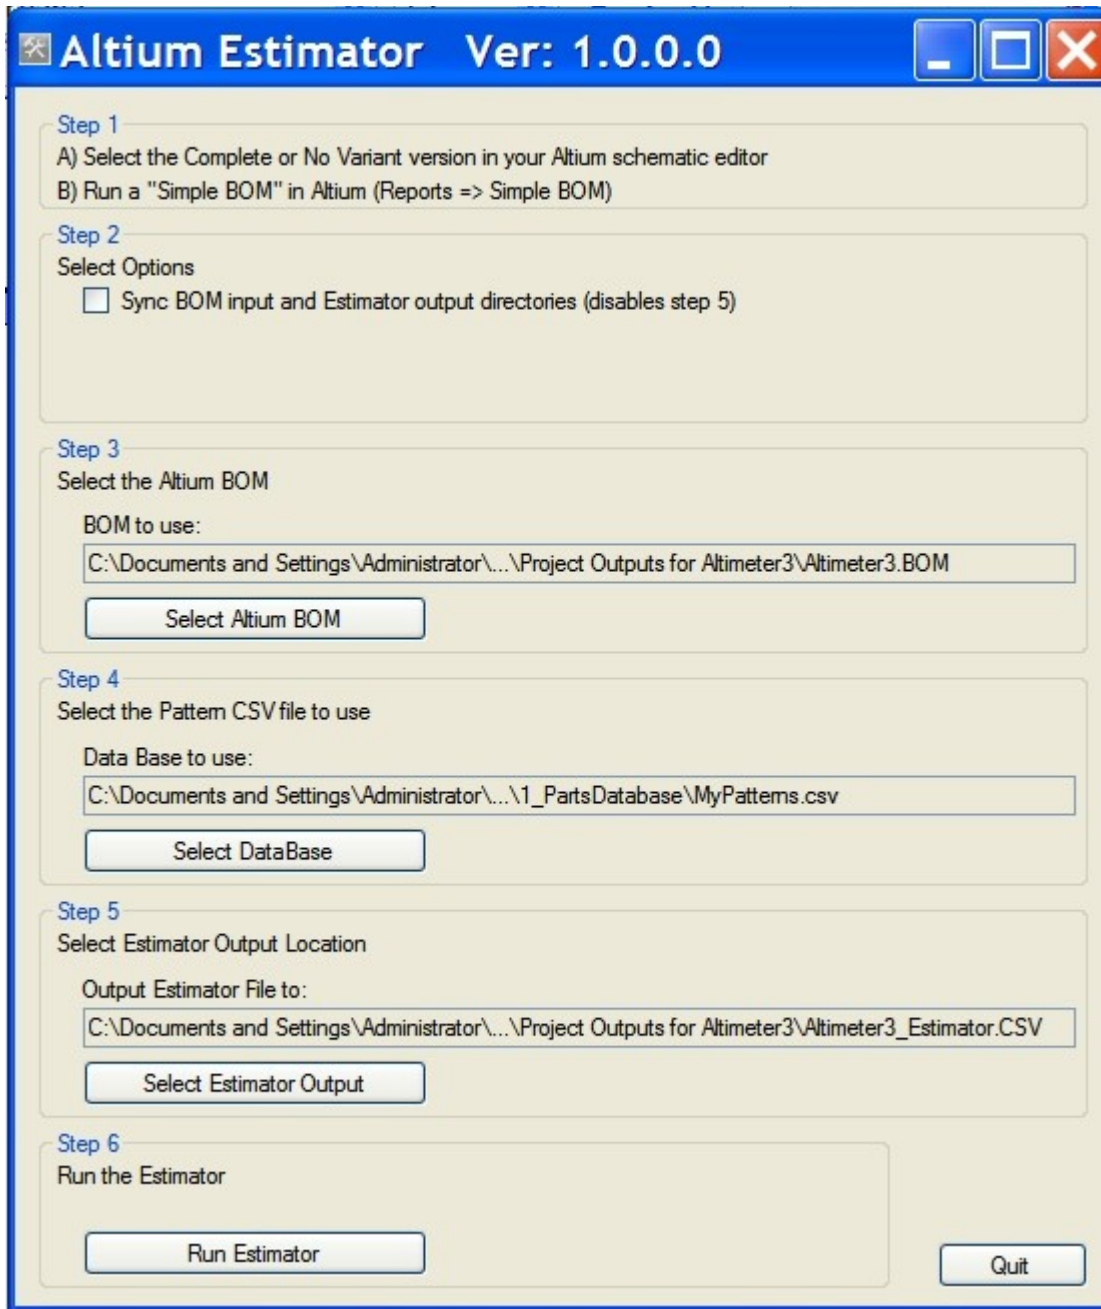 Altium Estimator Ver: 1.0.0.0
Step 1
A) Select the Complete or No Variant version in your Altium schematic editor
B) Run a "Simple BOM" in Altium (Reports => Simple BOM)
Step 2
Select Options
Sync BOM input and Estimator output directories (disables step 5)
Step 3
Select the Altium BOM
BOM to use:
C:\Documents and Settings\Administrator\...\Project Outputs for Altimeter3\Altimeter3.BOM
Select Altium BOM
Step 4
Select the Pattern CSV file to use
Data Base to use:
C:\Documents and Settings\Administrator\...\1_PartsDatabase\MyPatterns.csv
Select DataBase
Step 5
Select Estimator Output Location
Output Estimator File to:
C:\Documents and Settings\Administrator\...\Project Outputs for Altimeter3\Altimeter3_Estimator.CSV
Select Estimator Output
Step 6
Run the Estimator
Run Estimator
Quit